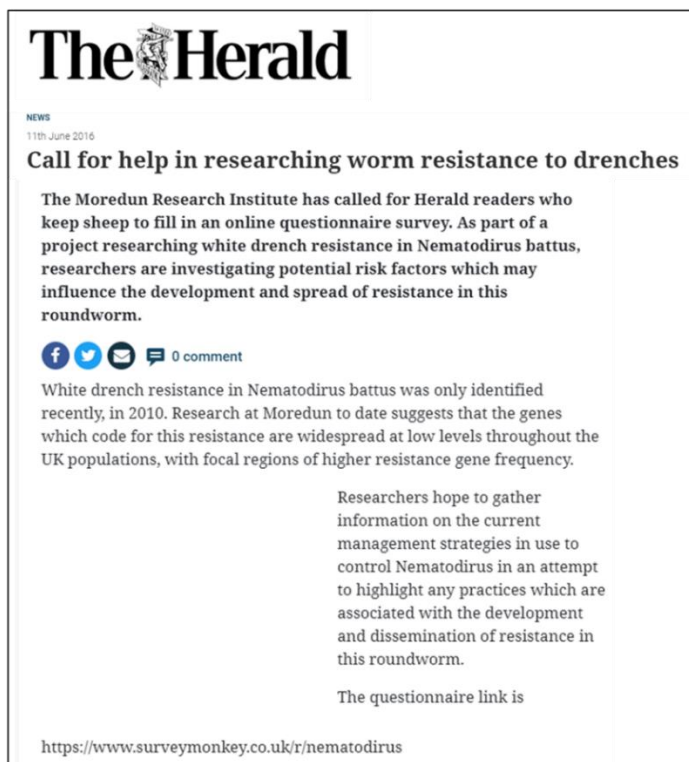 The Herald
NEWS
11th June 2016
Call for help in researching worm resistance to drenches
The Moredun Research Institute has called for Herald readers who
keep sheep to fill in an online questionnaire survey. As part of a
project researching white drench resistance in Nematodirus battus,
researchers are investigating potential risk factors which may
influence the development and spread of resistance in this
roundworm.
0 comment
White drench resistance in Nematodirus battus was only identified
recently, in 2010. Research at Moredun to date suggests that the genes
which code for this resistance are widespread at low levels throughout the
UK populations, with focal regions of higher resistance gene frequency.
Researchers hope to gather
information on the current
management strategies in use to
control Nematodirus in an attempt
to highlight any practices which are
associated with the development
and dissemination of resistance in
this roundworm.
The questionnaire link is
https://www.surveymonkey.co.uk/r/nematodirus